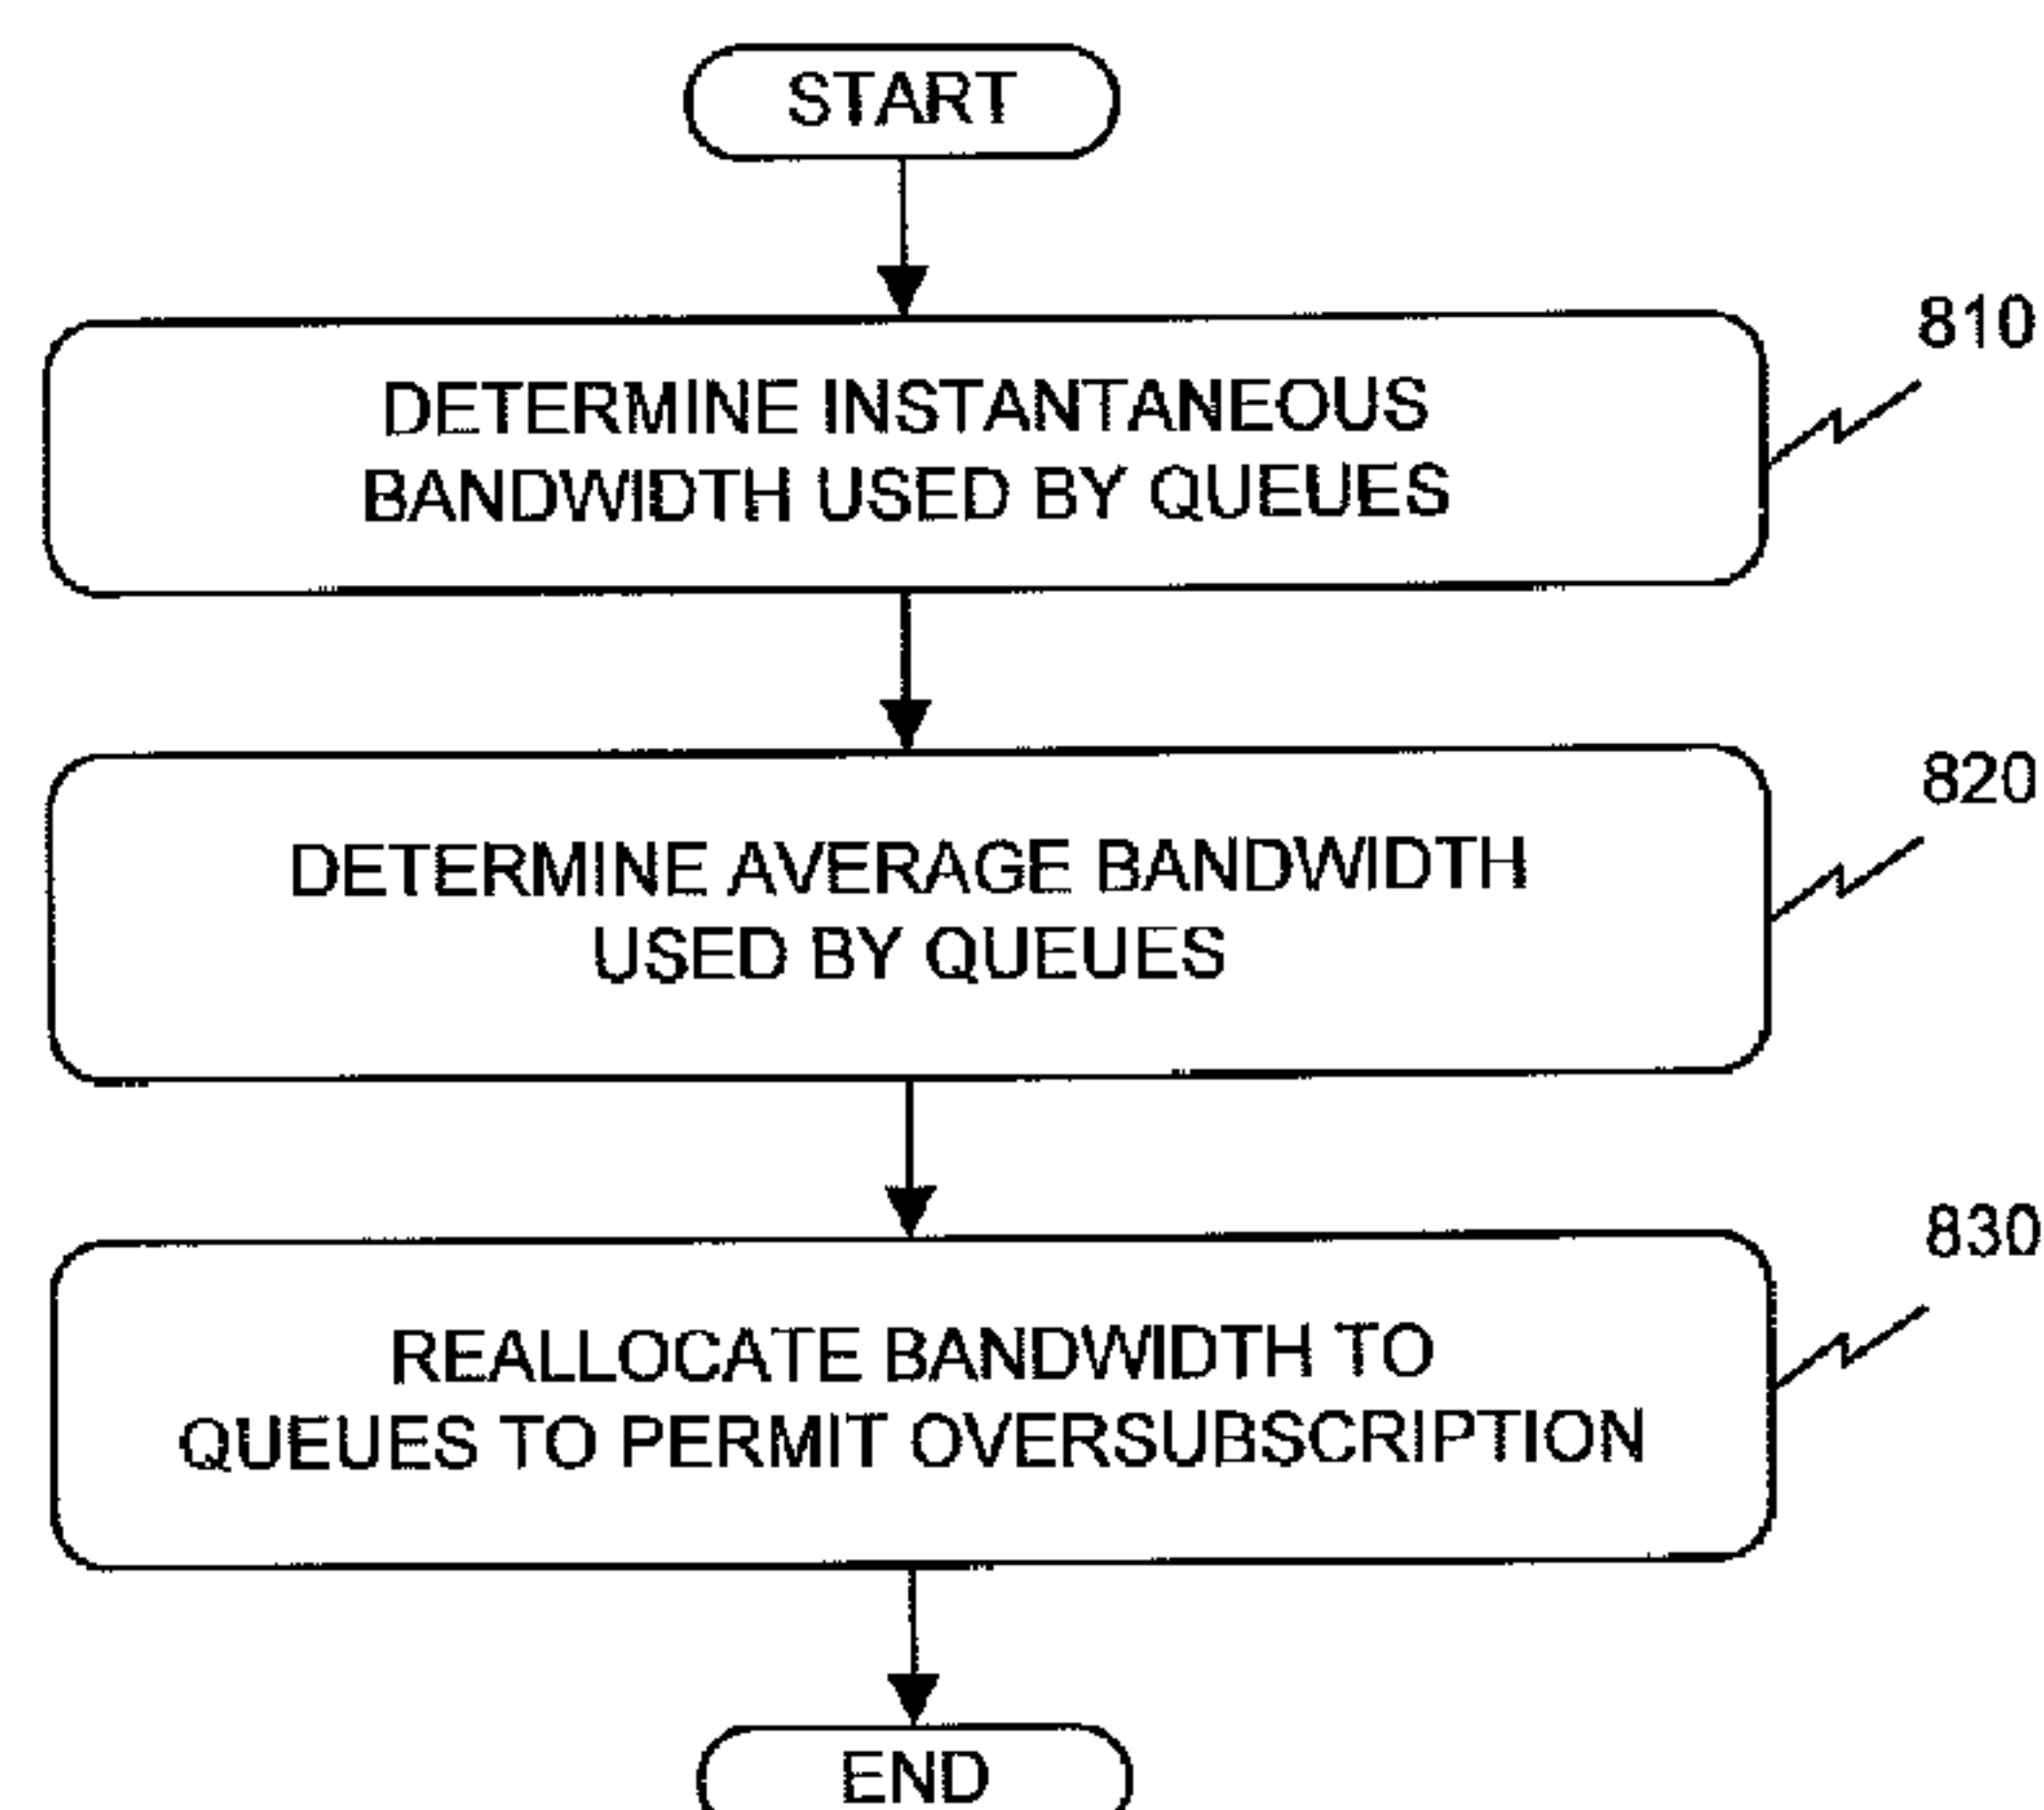 START
810
DETERMINE INSTANTANEOUS
BANDWIDTH USED BY QUEUES
820
DETERMINE AVERAGE BANDWIDTH
USED BY QUEUES
830
REALLOCATE BANDWIDTH TO
QUEUES TO PERMIT OVERSUBSCRIPTION
END